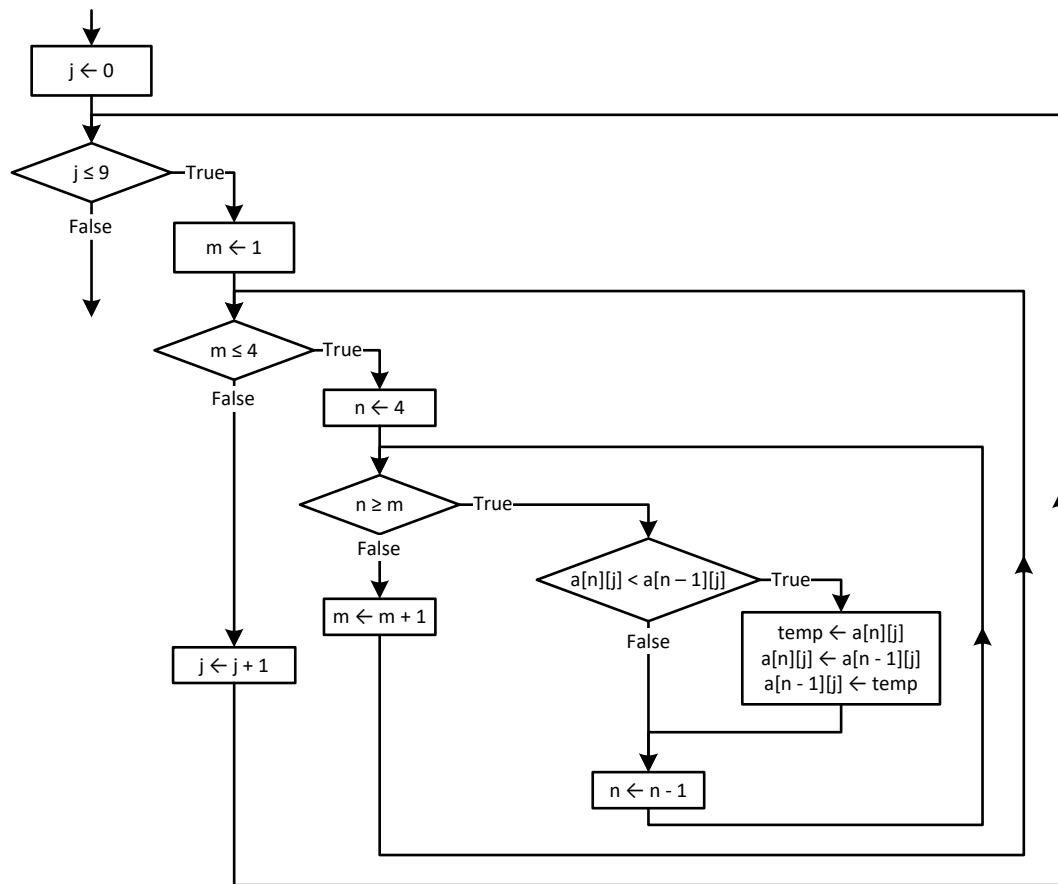 j ← 0
j ≤ 9
True
False
m ← 1
m ≤ 4
True
False
n ← 4
n ≥ m
True
False
a[n][j] < a[n – 1][j]
True
False
m ← m + 1
temp ← a[n][j]
a[n][j] ← a[n - 1][j]
a[n - 1][j] ← temp
j ← j + 1
n ← n - 1